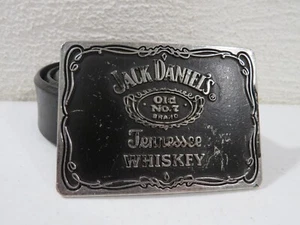 JACK DANIEL'S
Old
No.7
BRAND
Tennessee
WHISKEY